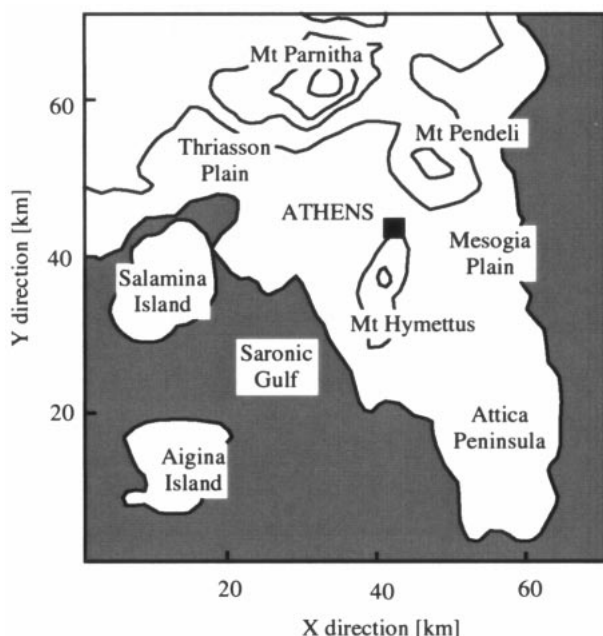 Mt Parnitha
60
Mt Pendeli
Thriasson
Plain
ATHENS
Mesogia
Plain
40
Salamina
Island
Mt Hymettus
Saronic
Gulf
20
Attica
Peninsula
Aigina
Island
20
40
60
X direction [km]
Y direction [km]